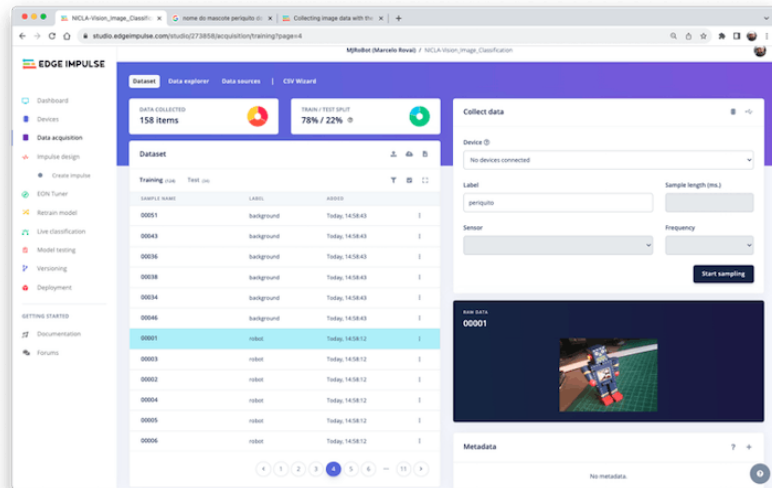 NICLA-Vision_Image_Classifi
nome do mascote periquito do
Collecting image data with the
studio.edgeimpulse.com/studio/273858/acquisition/training?page=4
MJRoBot (Marcelo Rovai) / NICLA-Vision_Image_Classification
EDGE IMPULSE
Dashboard
Devices
Data acquisition
Impulse design
Create impulse
EON Tuner
Retrain model
Live classification
Model testing
Versioning
Deployment
GETTING STARTED
Documentation
Forums
Dataset Data explorer Data sources | CSV Wizard
DATA COLLECTED
158 items
TRAIN / TEST SPLIT
78% / 22%
Dataset
Training (124) Test (34)
SAMPLE NAME LABEL ADDED
00051 background Today, 14:58:43
00043 background Today, 14:58:43
00036 background Today, 14:58:43
00038 background Today, 14:58:43
00034 background Today, 14:58:43
00046 background Today, 14:58:43
00001 robot Today, 14:58:12
00003 robot Today, 14:58:12
00002 robot Today, 14:58:12
00004 robot Today, 14:58:12
00005 robot Today, 14:58:12
00006 robot Today, 14:58:12
1 2 3 4 5 6 ... 11
Collect data
Device
No devices connected
Label Sample length (ms.)
periquito
Sensor Frequency
Start sampling
RAW DATA
00001
Metadata
No metadata.